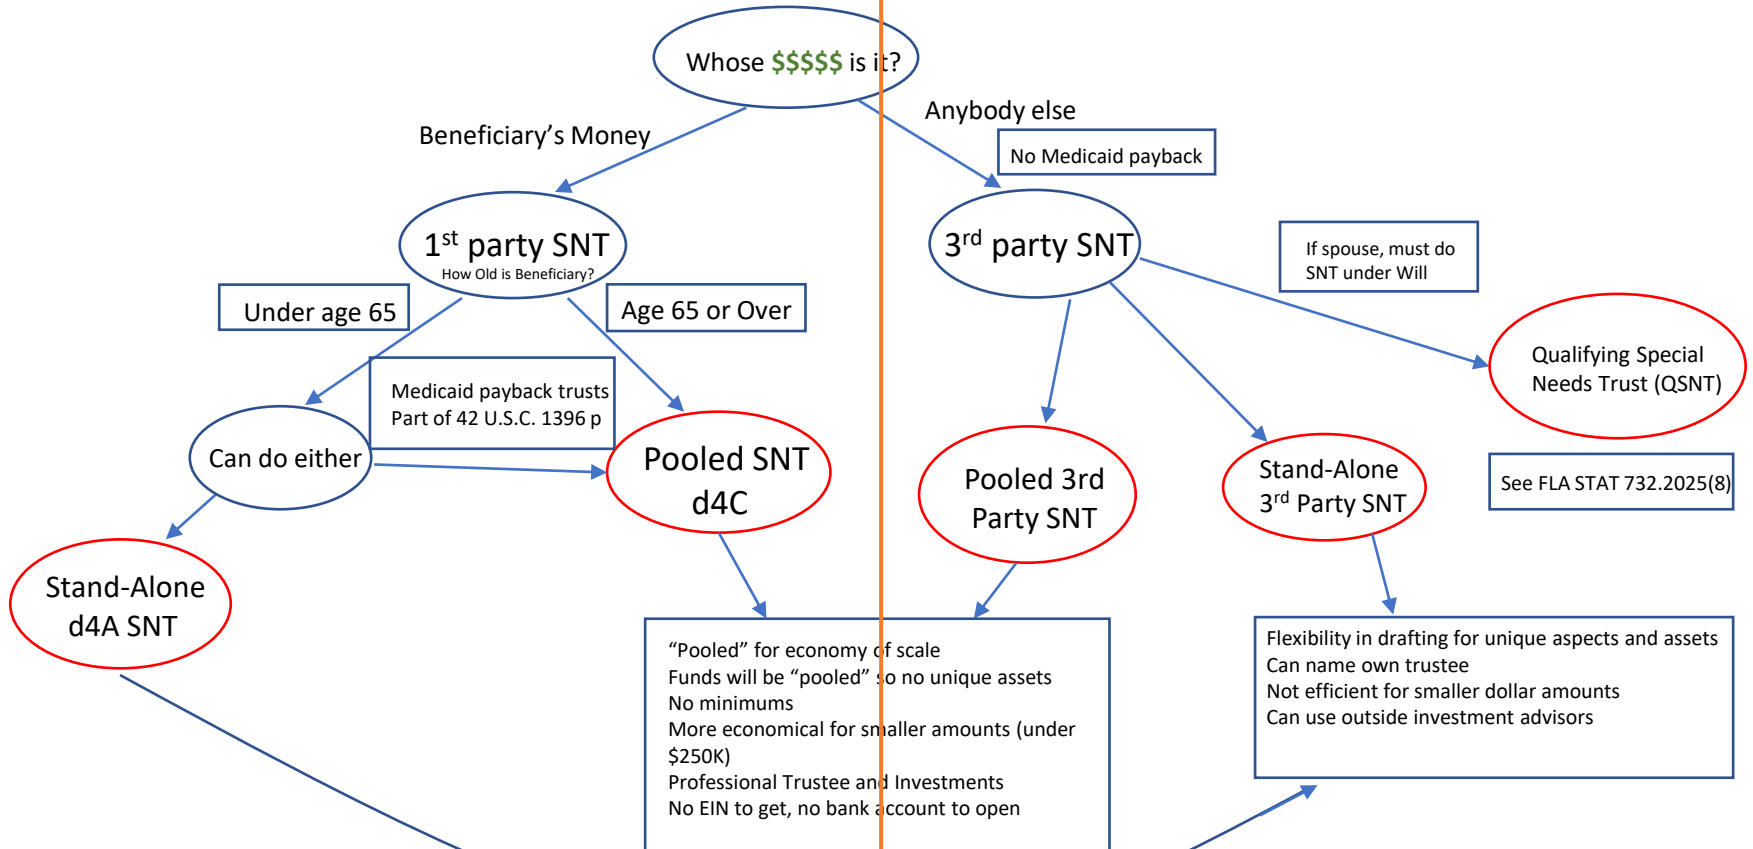 Whose $$$$$ is it?
Anybody else
Beneficiary’s Money
No Medicaid payback
1st party SNT
How Old is Beneficiary?
3rd party SNT
If spouse, must do
SNT under Will
Under age 65
Age 65 or Over
Medicaid payback trusts
Part of 42 U.S.C. 1396 p
Qualifying Special
Needs Trust (QSNT)
Can do either
Pooled SNT
d4C
Pooled 3rd
Party SNT
Stand-Alone
3rd Party SNT
See FLA STAT 732.2025(8)
Stand-Alone
d4A SNT
“Pooled” for economy of scale
Funds will be “pooled” so no unique assets
No minimums
More economical for smaller amounts (under
$250K)
Professional Trustee and Investments
No EIN to get, no bank account to open
Flexibility in drafting for unique aspects and assets
Can name own trustee
Not efficient for smaller dollar amounts
Can use outside investment advisors